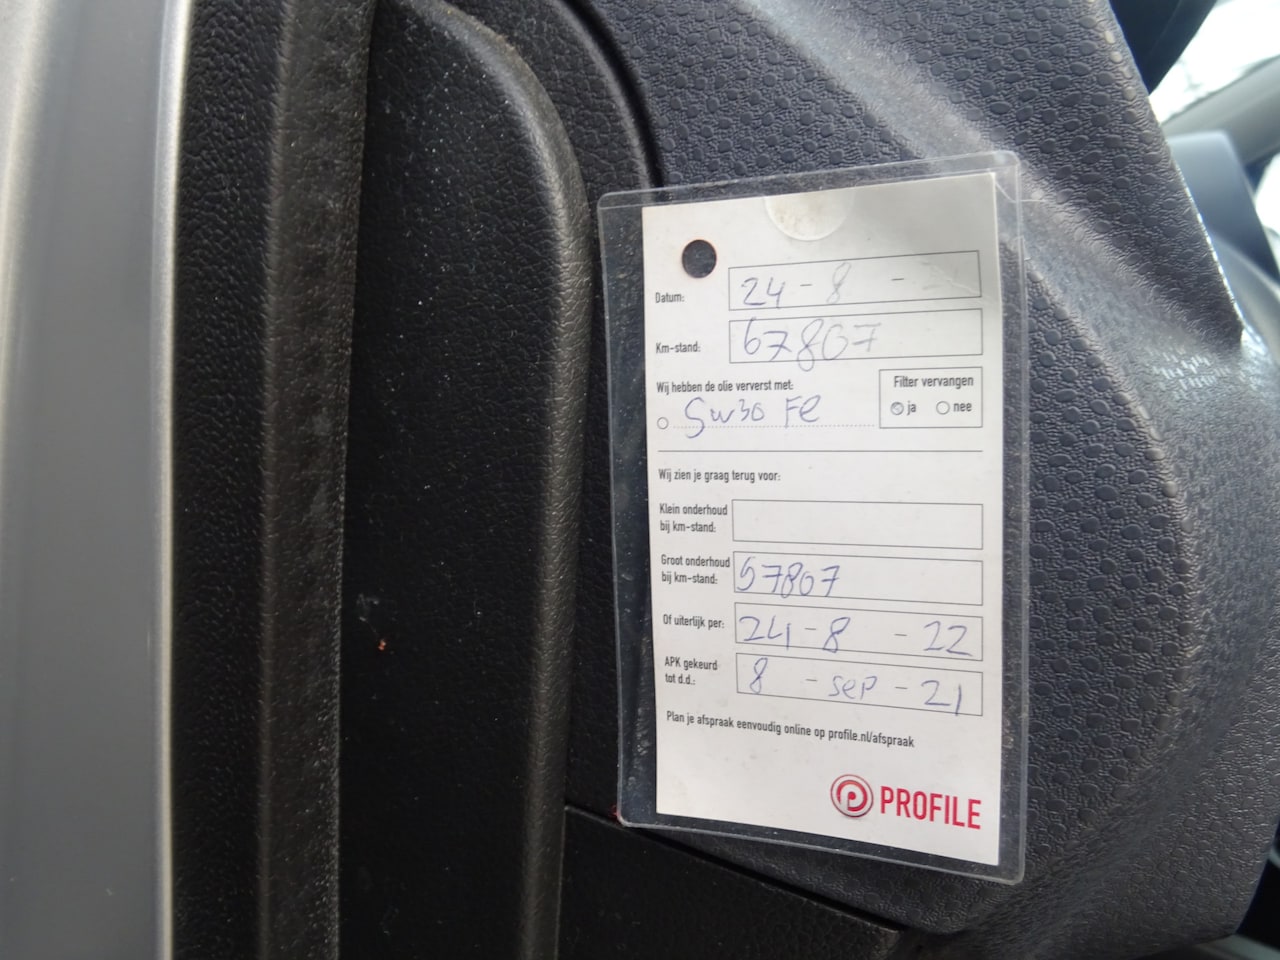 Datum: 24 - 8 - 21
Km-stand: 67807
Wij hebben de olie ververst met:
5w30 FE
Filter vervangen
ja nee
Wij zien je graag terug voor:
Klein onderhoud
bij km-stand:
Groot onderhoud
bij km-stand: 97807
Of uiterlijk per: 24 - 8 - 22
APK gekeurd
tot d.d.: 8 - sep - 21
Plan je afspraak eenvoudig online op profile.nl/afspraak
PROFILE